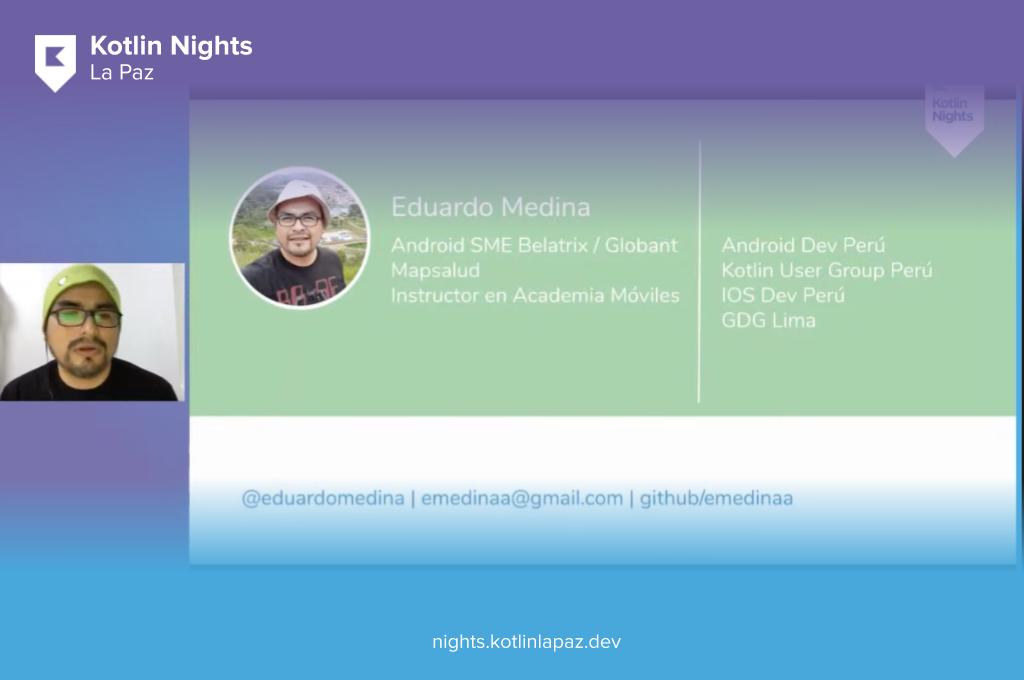 Kotlin Nights
La Paz
Kotlin
Nights
Eduardo Medina
Android SME Belatrix / Globant
Mapsalud
Instructor en Academia Móviles
Android Dev Perú
Kotlin User Group Perú
IOS Dev Perú
GDG Lima
@eduardomedina | emedinaa@gmail.com | github/emedinaa
nights.kotlinlapaz.dev